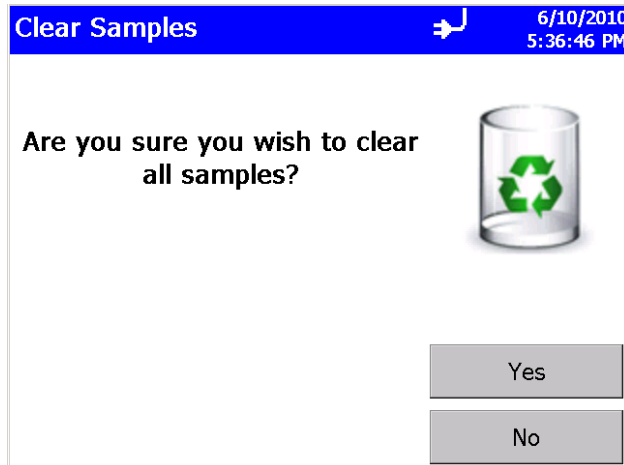 Clear Samples
6/10/2010
5:36:46 PM
Are you sure you wish to clear
all samples?
Yes
No